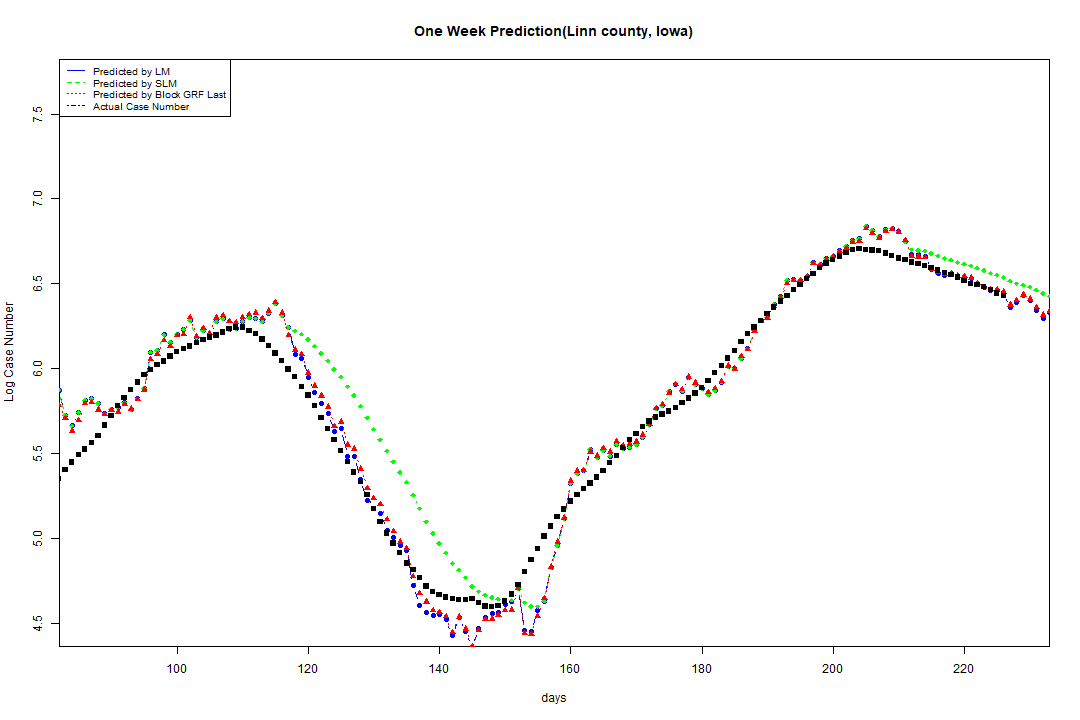 One Week Prediction(Linn county, Iowa)
Predicted by LM
Predicted by SLM
Predicted by Block GRF Last
Actual Case Number
7.5
7.0
6.5
6.0
5.5
5.0
4.5
Log Case Number
100 120 140 160 180 200 220
days